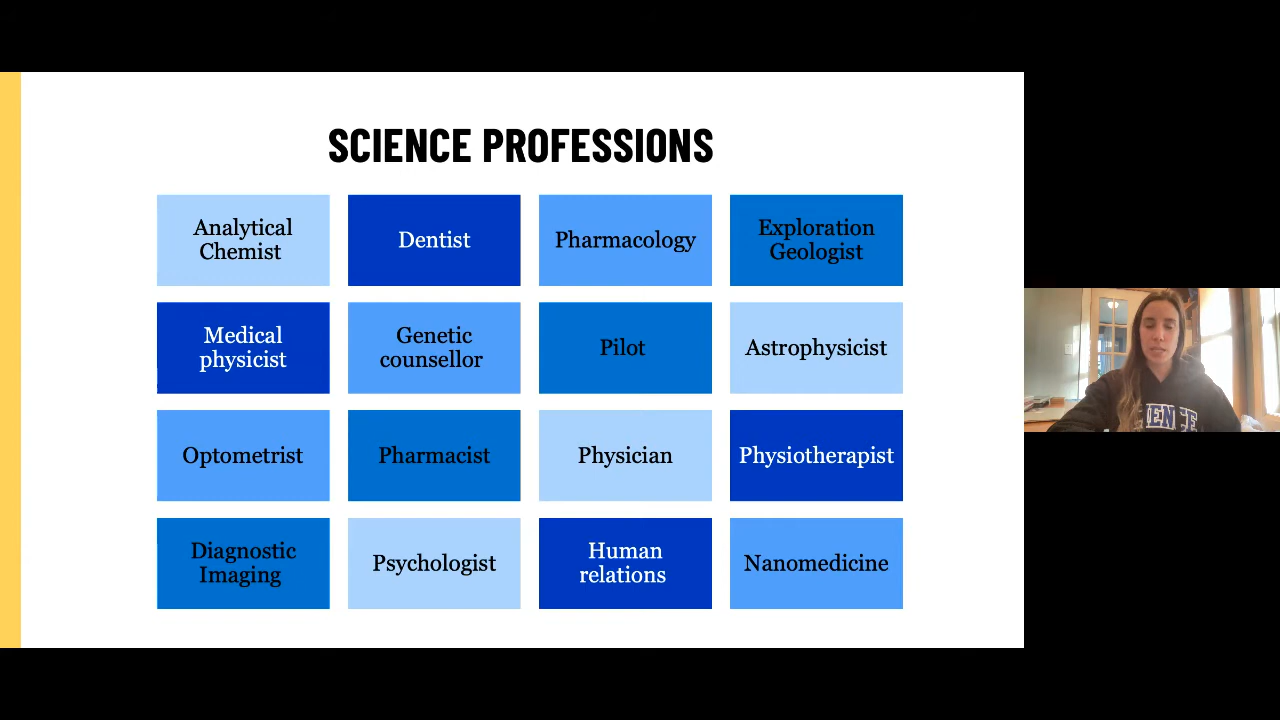 SCIENCE PROFESSIONS
Analytical
Chemist
Dentist
Pharmacology
Exploration
Geologist
Medical
physicist
Genetic
counsellor
Pilot
Astrophysicist
Optometrist
Pharmacist
Physician
Physiotherapist
Diagnostic
Imaging
Psychologist
Human
relations
Nanomedicine